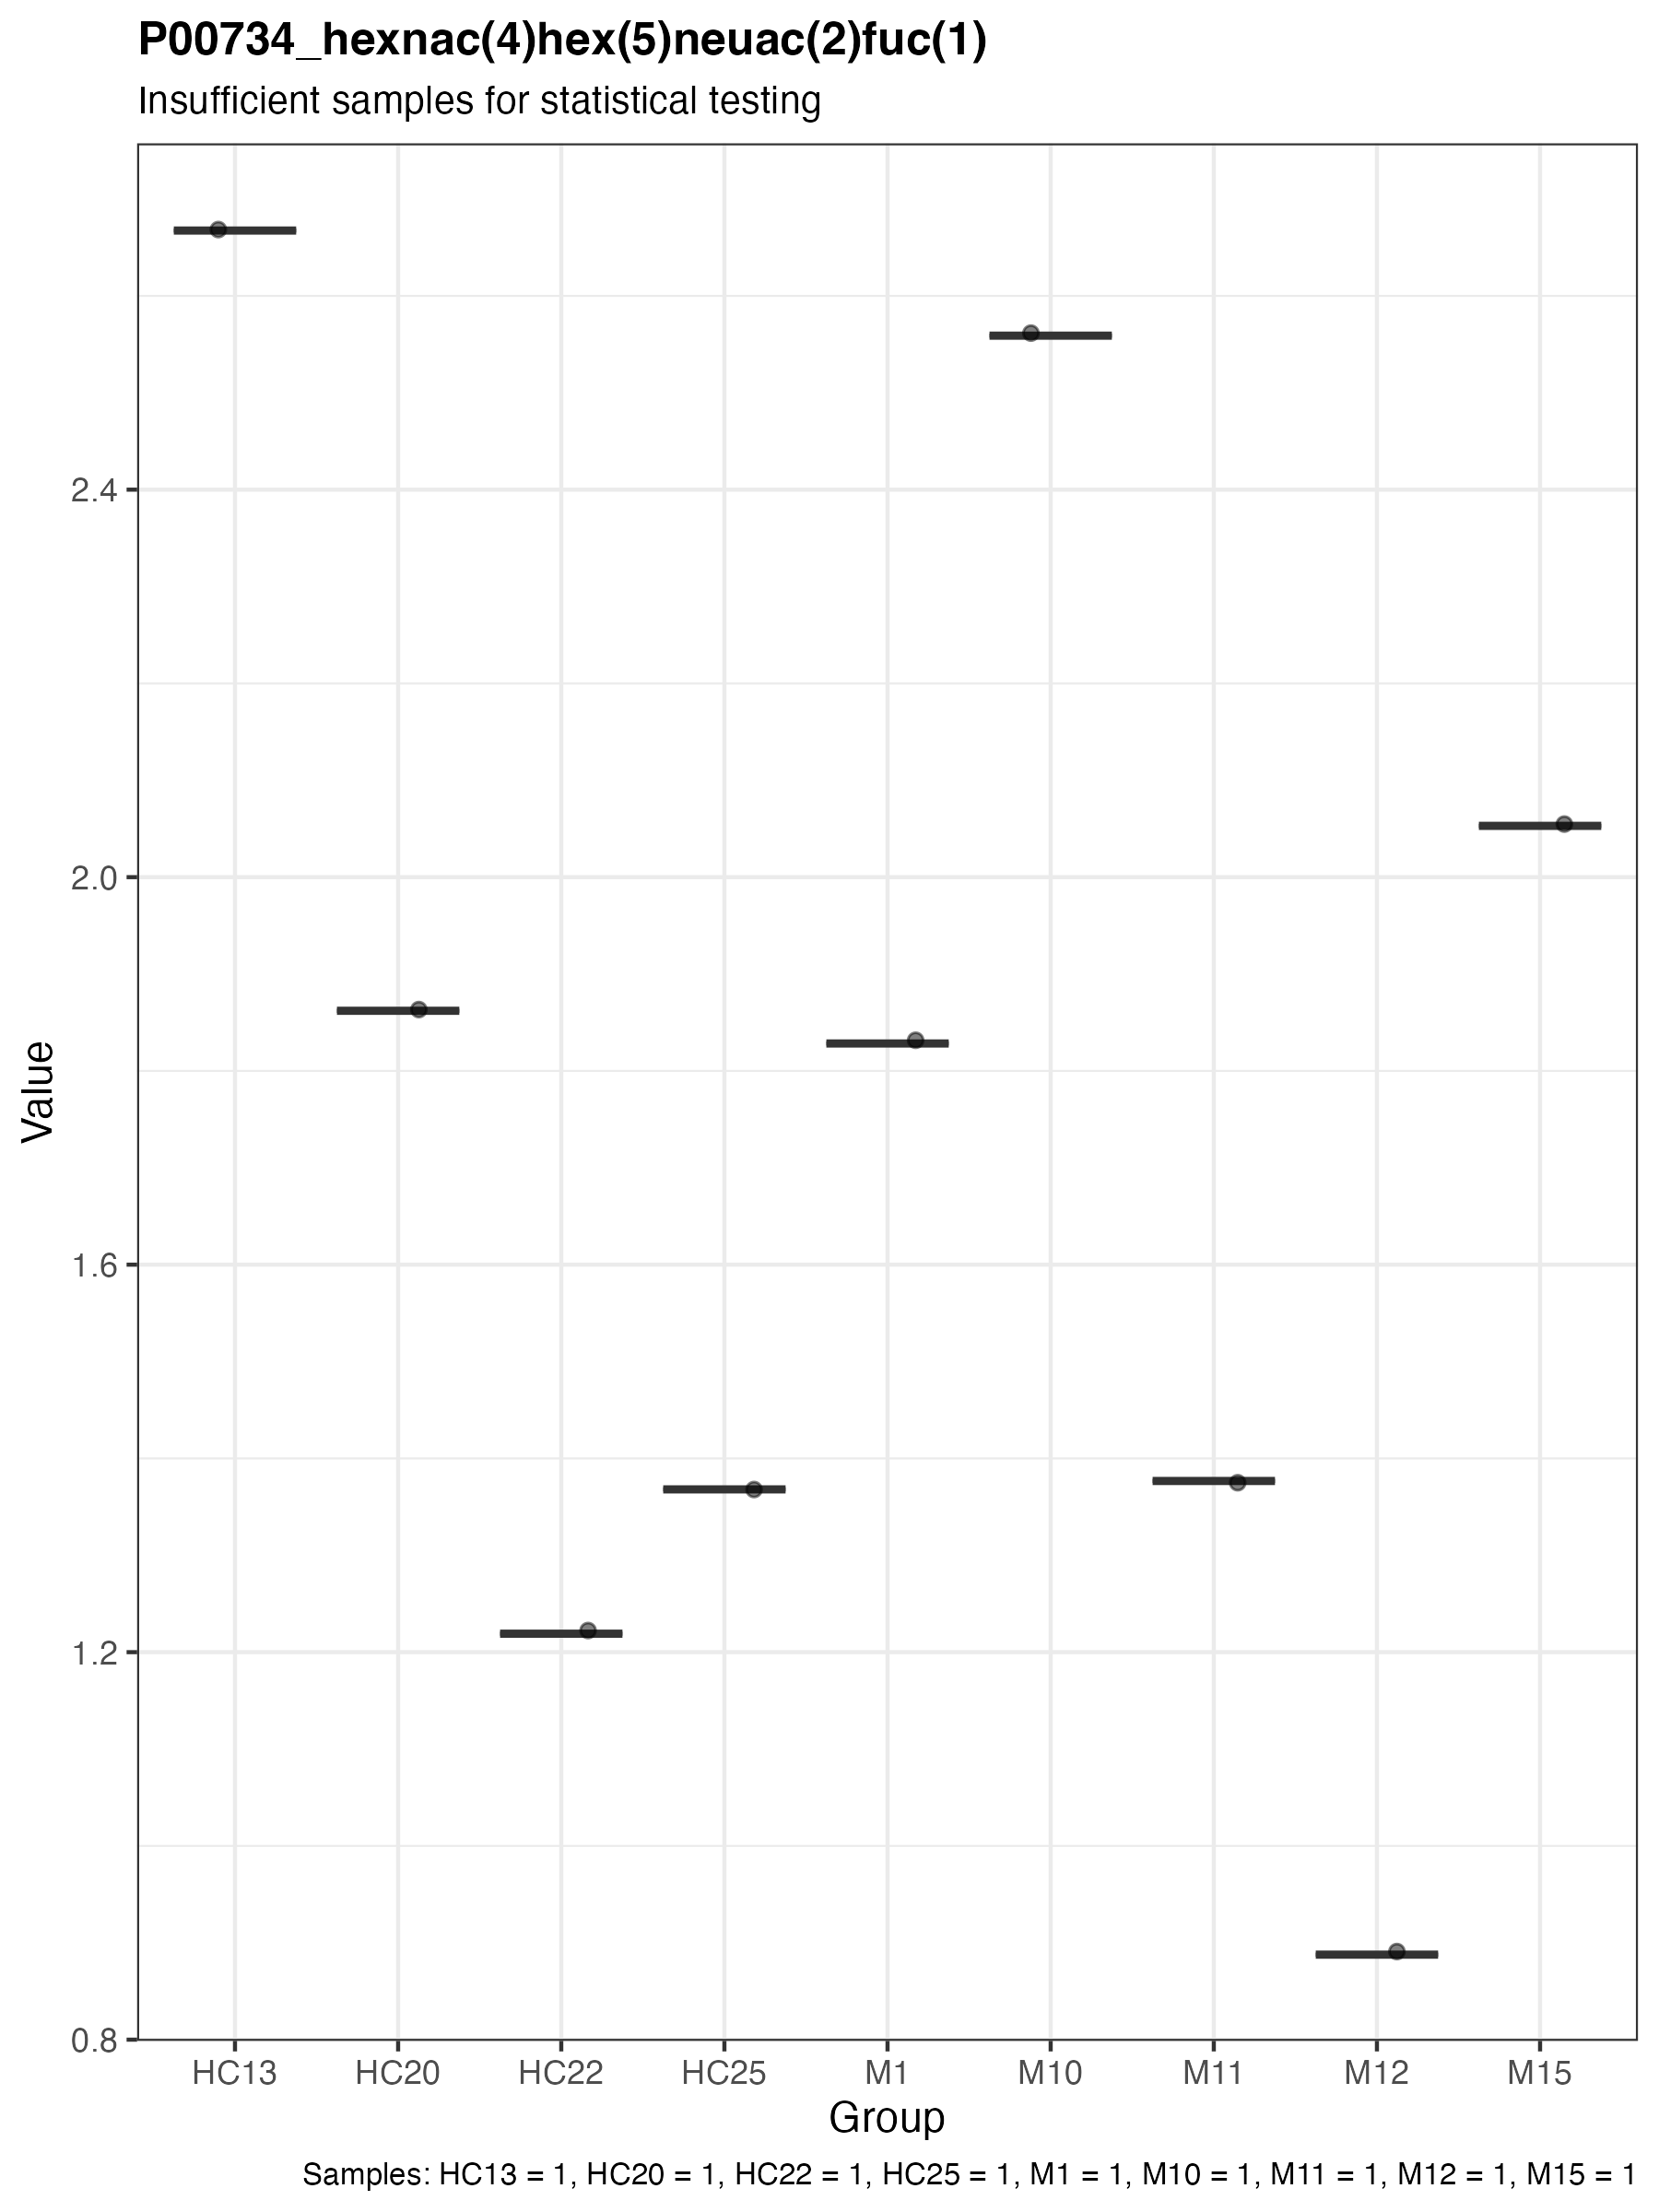 P00734_hexnac(4)hex(5)neuac(2)fuc(1)
Insufficient samples for statistical testing
2.4
2.0
1.6
1.2
0.8
Value
HC13 HC20 HC22 HC25 M1 M10 M11 M12 M15
Group
Samples: HC13 = 1, HC20 = 1, HC22 = 1, HC25 = 1, M1 = 1, M10 = 1, M11 = 1, M12 = 1, M15 = 1